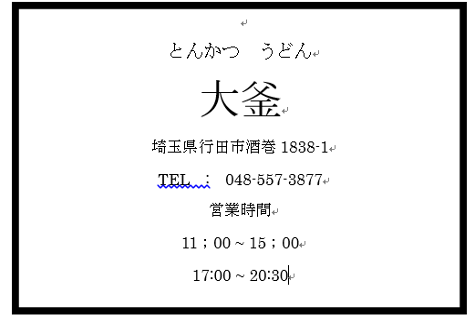 とんかつ　うどん
大釜
埼玉県行田市酒巻 1838-1
TEL　：　048-557-3877
営業時間
11；00 ~ 15；00
17:00 ~ 20:30